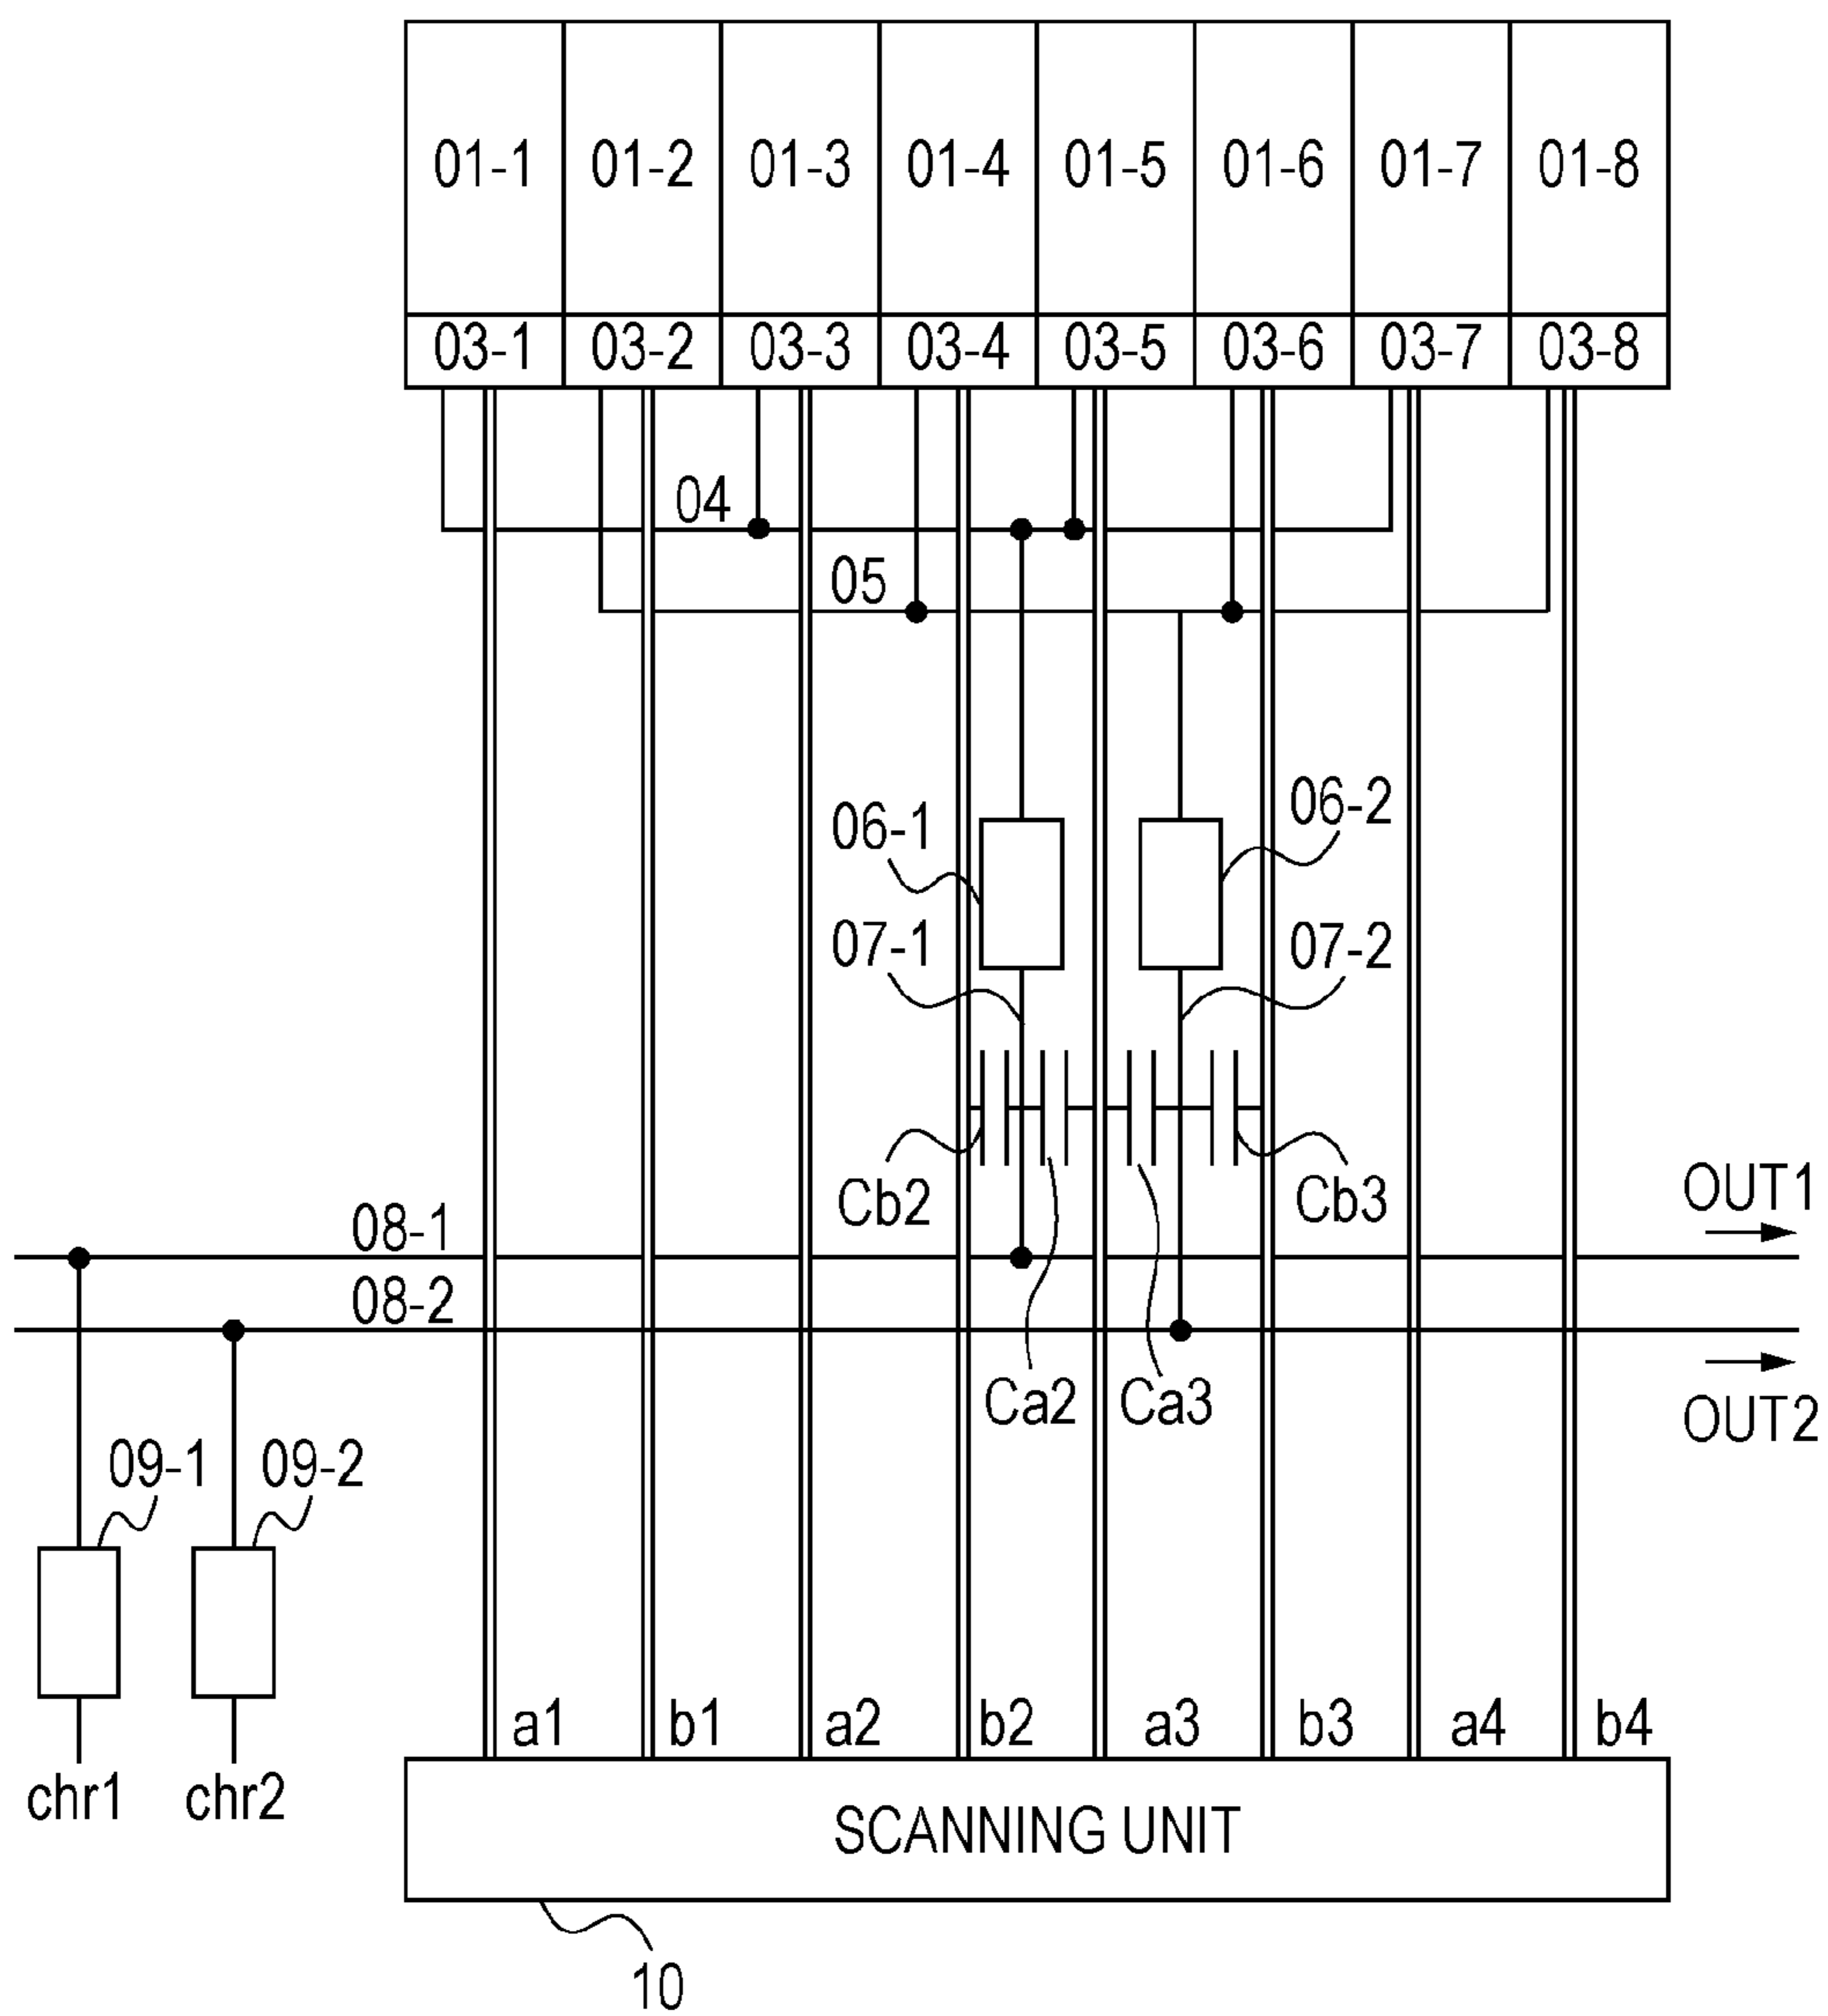 01-1 01-2 01-3 01-4 01-5 01-6 01-7 01-8
03-1 03-2 03-3 03-4 03-5 03-6 03-7 03-8
04
05
06-1 06-2
07-1 07-2
Cb2 Cb3
OUT1
08-1
08-2
Ca2 Ca3
OUT2
09-1 09-2
a1 b1 a2 b2 a3 b3 a4 b4
chr1 chr2
SCANNING UNIT
10